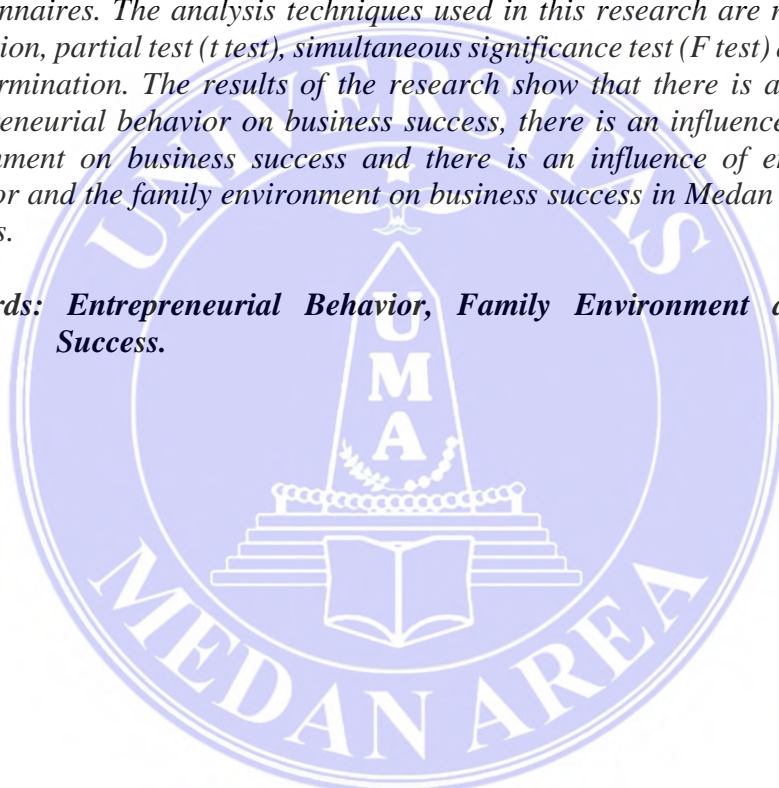 nnaires. The analysis techniques used in this research are
ion, partial test (t test), simultaneous significance test (F test)
rmination. The results of the research show that there is a
reneurial behavior on business success, there is an influence
nment on business success and there is an influence of
or and the family environment on business success in Medan
s.
rds: Entrepreneurial Behavior, Family Environment
Success.
UNIVERSITAS
UMA
MEDAN AREA